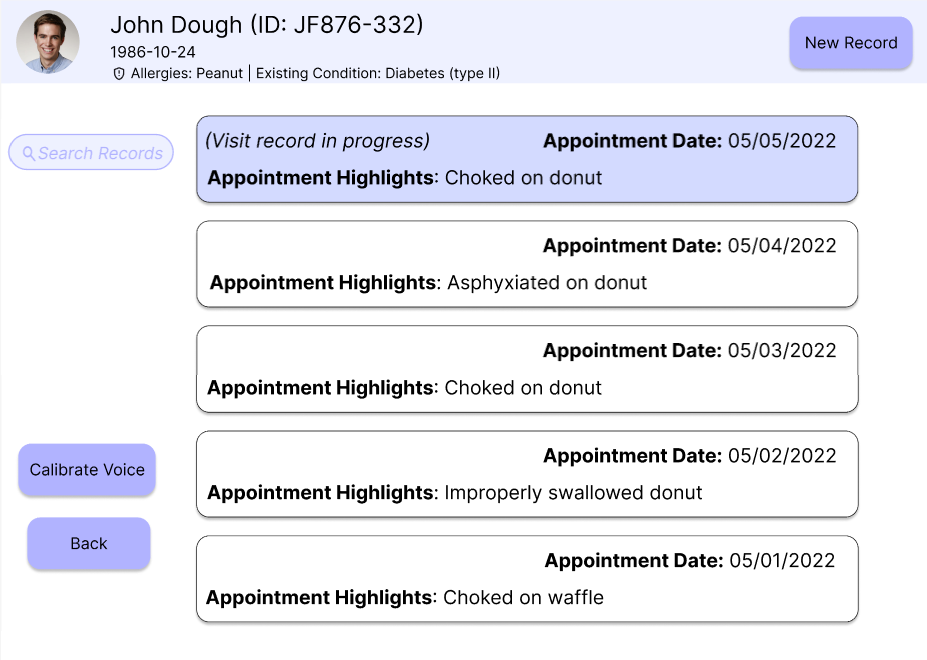 John Dough (ID: JF876-332)
1986-10-24
Allergies: Peanut | Existing Condition: Diabetes (type II)
New Record
Search Records
(Visit record in progress) Appointment Date: 05/05/2022
Appointment Highlights: Choked on donut
Appointment Date: 05/04/2022
Appointment Highlights: Asphyxiated on donut
Appointment Date: 05/03/2022
Appointment Highlights: Choked on donut
Appointment Date: 05/02/2022
Appointment Highlights: Improperly swallowed donut
Appointment Date: 05/01/2022
Appointment Highlights: Choked on waffle
Calibrate Voice
Back